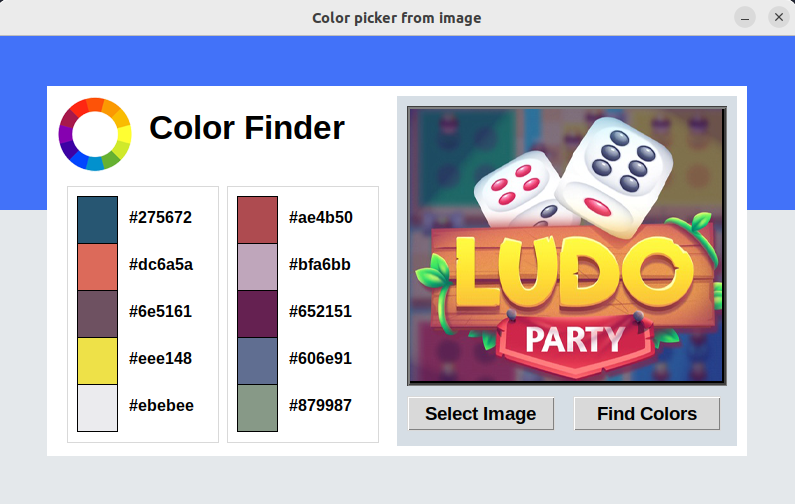 Color picker from image
Color Finder
#275672
#dc6a5a
#6e5161
#eee148
#ebebee
#ae4b50
#bfa6bb
#652151
#606e91
#879987
LUDO
PARTY
Select Image
Find Colors